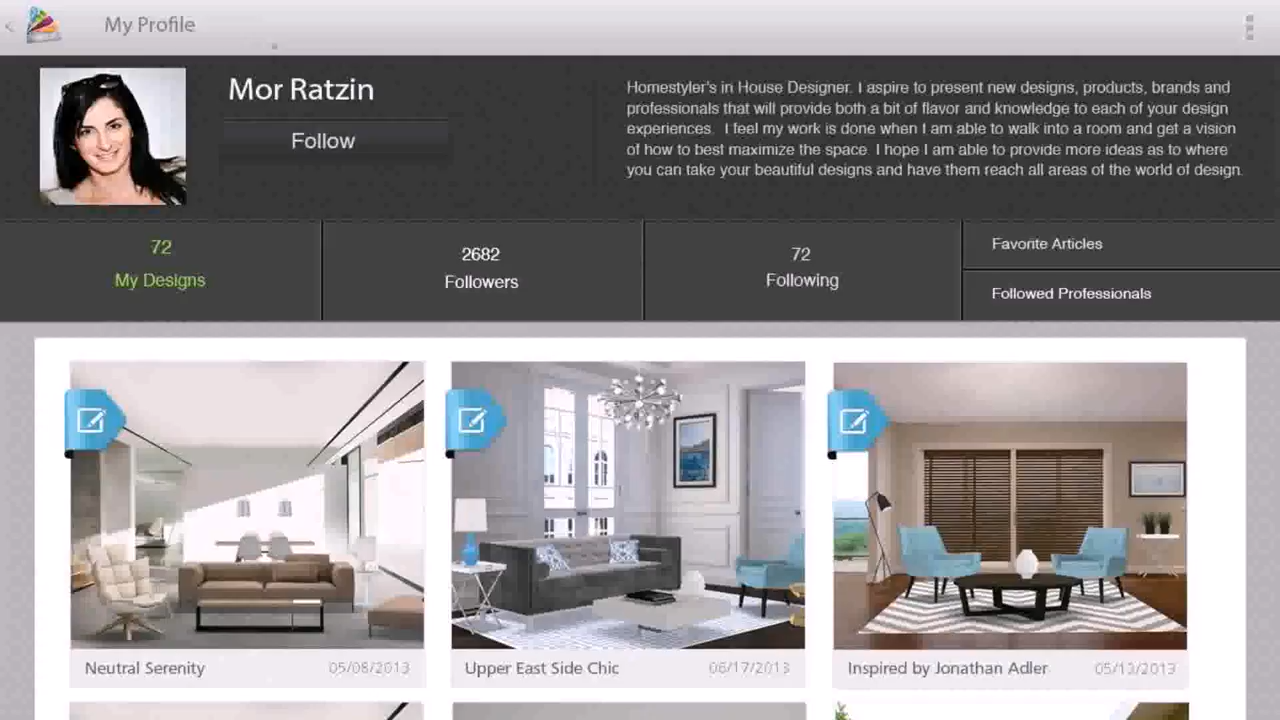 My Profile
Mor Ratzin
Follow
Homestyler's in House Designer. I aspire to present new designs, products, brands and
professionals that will provide both a bit of flavor and knowledge to each of your design
experiences. I feel my work is done when I am able to walk into a room and get a vision
of how to best maximize the space. I hope I am able to provide more ideas as to where
you can take your beautiful designs and have them reach all areas of the world of design.
72
My Designs
2682
Followers
72
Following
Favorite Articles
Followed Professionals
Neutral Serenity 05/08/2013
Upper East Side Chic 06/17/2013
Inspired by Jonathan Adler 05/13/2013